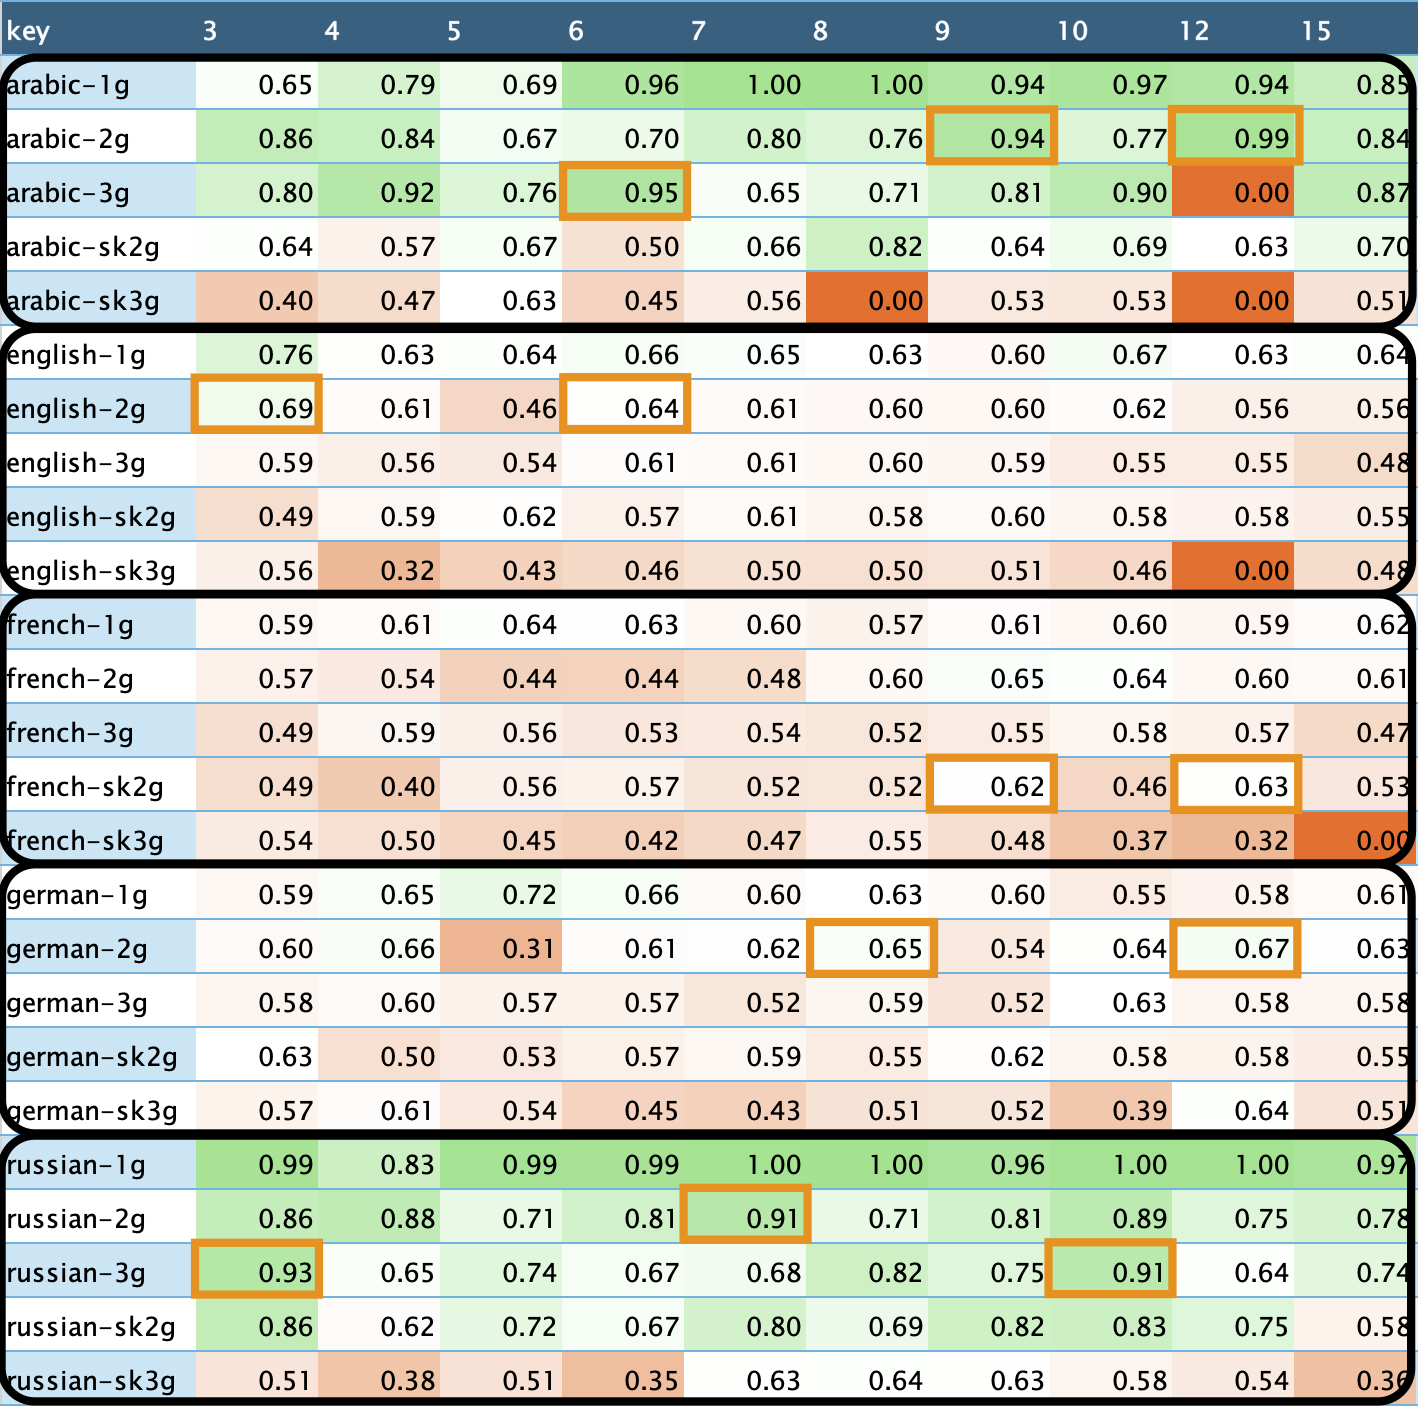 key 3 4 5 6 7 8 9 10 12 15
arabic-1g 0.65 0.79 0.69 0.96 1.00 1.00 0.94 0.97 0.94 0.85
arabic-2g 0.86 0.84 0.67 0.70 0.80 0.76 0.94 0.77 0.99 0.84
arabic-3g 0.80 0.92 0.76 0.95 0.65 0.71 0.81 0.90 0.00 0.87
arabic-sk2g 0.64 0.57 0.67 0.50 0.66 0.82 0.64 0.69 0.63 0.70
arabic-sk3g 0.40 0.47 0.63 0.45 0.56 0.00 0.53 0.53 0.00 0.51
english-1g 0.76 0.63 0.64 0.66 0.65 0.63 0.60 0.67 0.63 0.64
english-2g 0.69 0.61 0.46 0.64 0.61 0.60 0.60 0.62 0.56 0.56
english-3g 0.59 0.56 0.54 0.61 0.61 0.60 0.59 0.55 0.55 0.48
english-sk2g 0.49 0.59 0.62 0.57 0.61 0.58 0.60 0.58 0.58 0.55
english-sk3g 0.56 0.32 0.43 0.46 0.50 0.50 0.51 0.46 0.00 0.48
french-1g 0.59 0.61 0.64 0.63 0.60 0.57 0.61 0.60 0.59 0.62
french-2g 0.57 0.54 0.44 0.44 0.48 0.60 0.65 0.64 0.60 0.61
french-3g 0.49 0.59 0.56 0.53 0.54 0.52 0.55 0.58 0.57 0.47
french-sk2g 0.49 0.40 0.56 0.57 0.52 0.52 0.62 0.46 0.63 0.53
french-sk3g 0.54 0.50 0.45 0.42 0.47 0.55 0.48 0.37 0.32 0.00
german-1g 0.59 0.65 0.72 0.66 0.60 0.63 0.60 0.55 0.58 0.61
german-2g 0.60 0.66 0.31 0.61 0.62 0.65 0.54 0.64 0.67 0.63
german-3g 0.58 0.60 0.57 0.57 0.52 0.59 0.52 0.63 0.58 0.58
german-sk2g 0.63 0.50 0.53 0.57 0.59 0.55 0.62 0.58 0.58 0.55
german-sk3g 0.57 0.61 0.54 0.45 0.43 0.51 0.52 0.39 0.64 0.51
russian-1g 0.99 0.83 0.99 0.99 1.00 1.00 0.96 1.00 1.00 0.97
russian-2g 0.86 0.88 0.71 0.81 0.91 0.71 0.81 0.89 0.75 0.78
russian-3g 0.93 0.65 0.74 0.67 0.68 0.82 0.75 0.91 0.64 0.74
russian-sk2g 0.86 0.62 0.72 0.67 0.80 0.69 0.82 0.83 0.75 0.58
russian-sk3g 0.51 0.38 0.51 0.35 0.63 0.64 0.63 0.58 0.54 0.36